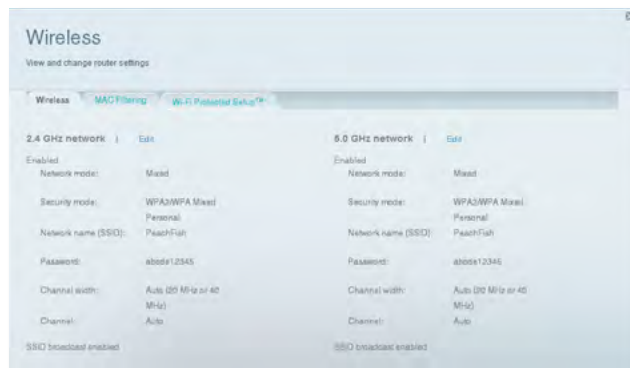 Wireless
View and change router settings
Wireless MAC Filtering Wi-Fi Protected Setup™
2.4 GHz network | Edit
Enabled
Network mode: Mixed
Security mode: WPA2/WPA Mixed
Personal
Network name (SSID): PeachFish
Password: abcde12345
Channel width: Auto (20 MHz or 40
MHz)
Channel: Auto
SSID broadcast enabled
5.0 GHz network | Edit
Enabled
Network mode: Mixed
Security mode: WPA2/WPA Mixed
Personal
Network name (SSID): PeachFish
Password: abcde12345
Channel width: Auto (20 MHz or 40
MHz)
Channel: Auto
SSID broadcast enabled